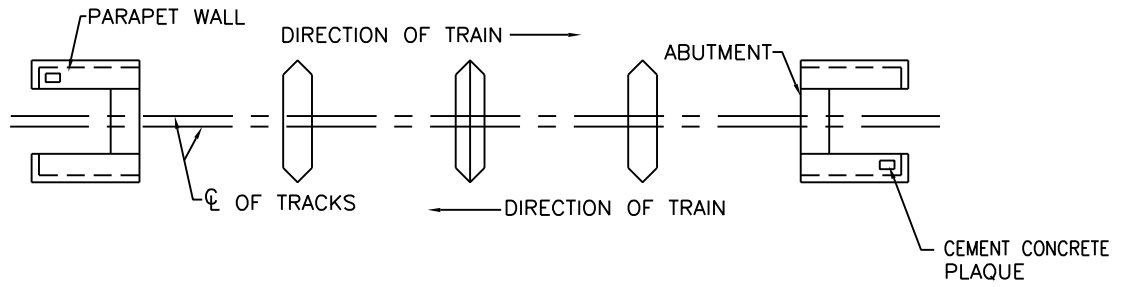 PARAPET WALL
DIRECTION OF TRAIN
ABUTMENT
℄ OF TRACKS
DIRECTION OF TRAIN
CEMENT CONCRETE
PLAQUE